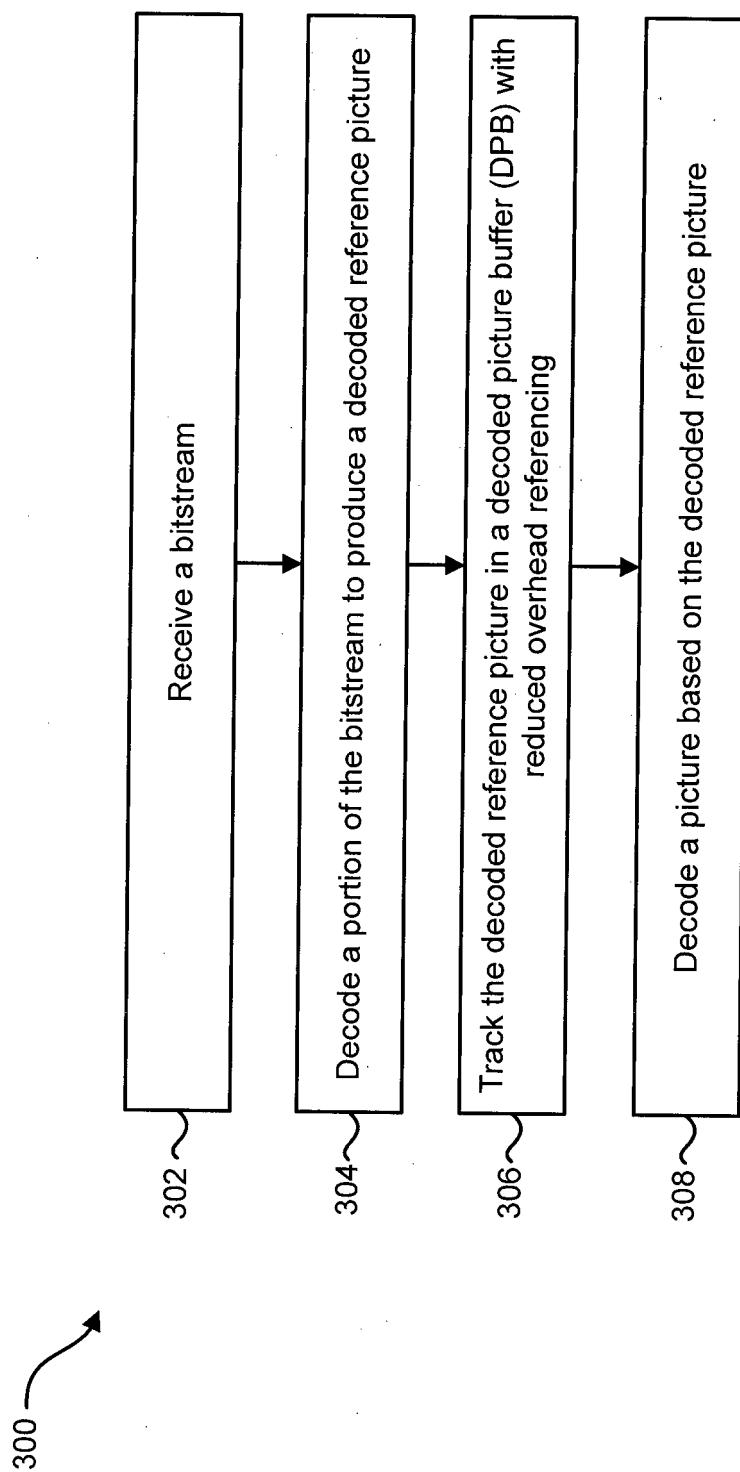 300
302
Receive a bitstream
304
Decode a portion of the bitstream to produce a decoded reference picture
306
Track the decoded reference picture in a decoded picture buffer (DPB) with
reduced overhead referencing
308
Decode a picture based on the decoded reference picture